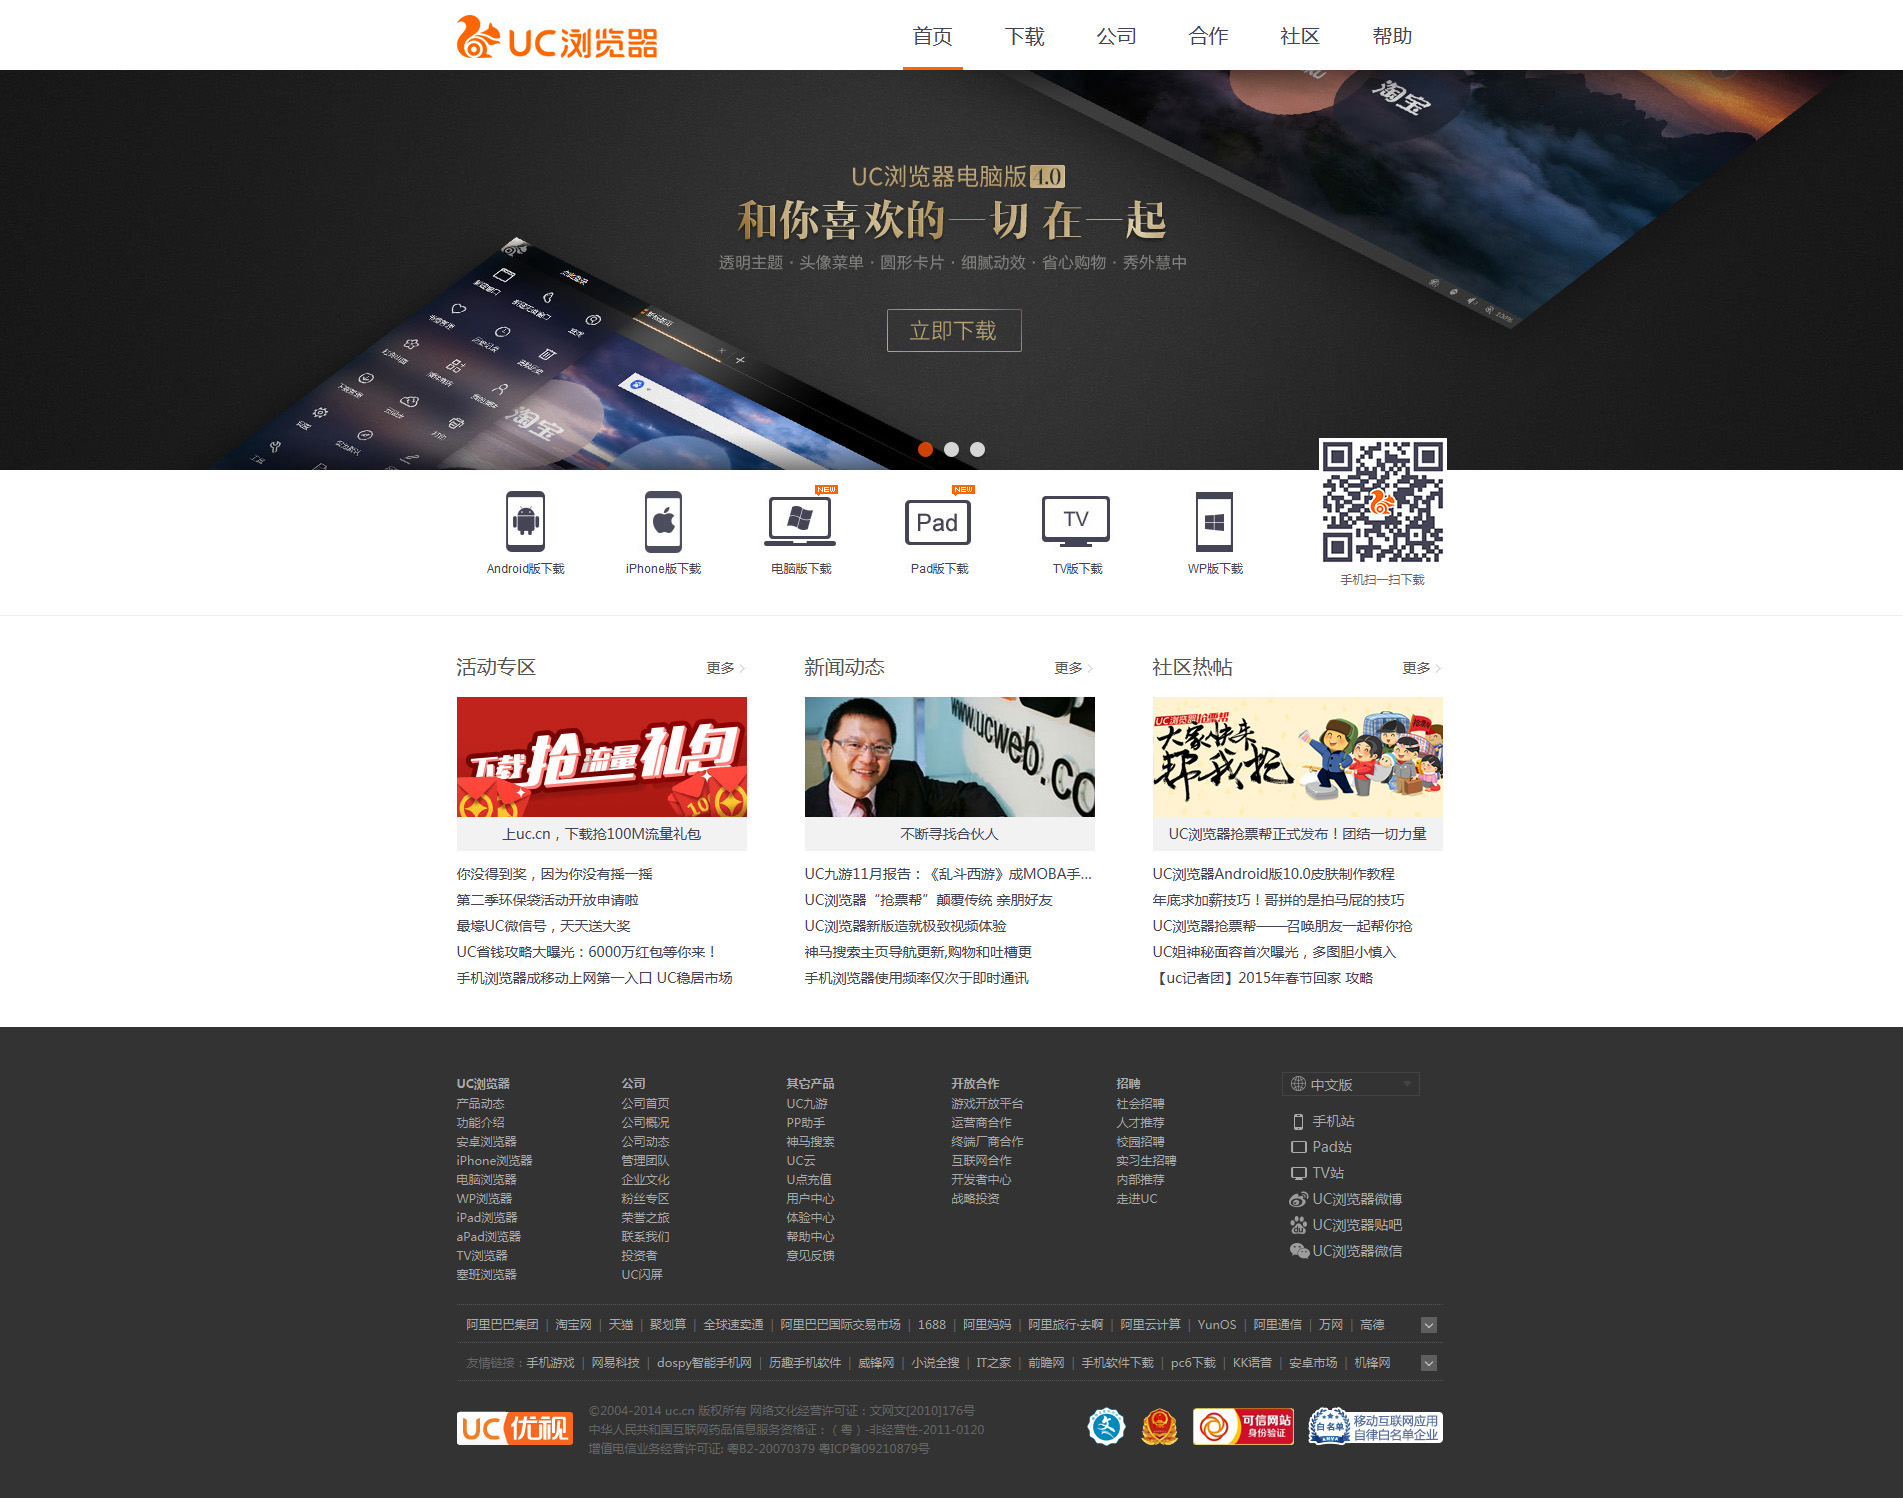 UC浏览器
首页 下载 公司 合作 社区 帮助
淘宝
UC浏览器电脑版 4.0
和你喜欢的一切 在一起
透明主题 · 头像菜单 · 圆形卡片 · 细腻动效 · 省心购物 · 秀外慧中
立即下载
淘宝
NEW NEW
Pad TV
Android版下载 iPhone版下载 电脑版下载 Pad版下载 TV版下载 WP版下载
手机扫一扫下载
活动专区 更多
下载抢流量礼包
上uc.cn，下载抢100M流量礼包
你没得到奖，因为你没有摇一摇
第二季环保袋活动开放申请啦
最壕UC微信号，天天送大奖
UC省钱攻略大曝光：6000万红包等你来！
手机浏览器成移动上网第一入口 UC稳居市场
新闻动态 更多
www.ucweb.co
不断寻找合伙人
UC九游11月报告：《乱斗西游》成MOBA手...
UC浏览器“抢票帮”颠覆传统 亲朋好友
UC浏览器新版造就极致视频体验
神马搜索主页导航更新,购物和吐槽更
手机浏览器使用频率仅次于即时通讯
社区热帖 更多
UC浏览器抢票帮
大家快来
帮我抢
UC浏览器抢票帮正式发布！团结一切力量
UC浏览器Android版10.0皮肤制作教程
年底求加薪技巧！哥拼的是拍马屁的技巧
UC浏览器抢票帮——召唤朋友一起帮你抢
UC姐神秘面容首次曝光，多图胆小慎入
【uc记者团】2015年春节回家 攻略
UC浏览器
产品动态
功能介绍
安卓浏览器
iPhone浏览器
电脑浏览器
WP浏览器
iPad浏览器
aPad浏览器
TV浏览器
塞班浏览器
公司
公司首页
公司概况
公司动态
管理团队
企业文化
粉丝专区
荣誉之旅
联系我们
投资者
UC闪屏
其它产品
UC九游
PP助手
神马搜索
UC云
U点充值
用户中心
体验中心
帮助中心
意见反馈
开放合作
游戏开放平台
运营商合作
终端厂商合作
互联网合作
开发者中心
战略投资
招聘
社会招聘
人才推荐
校园招聘
实习生招聘
内部推荐
走进UC
中文版
手机站
Pad站
TV站
UC浏览器微博
UC浏览器贴吧
UC浏览器微信
阿里巴巴集团 | 淘宝网 | 天猫 | 聚划算 | 全球速卖通 | 阿里巴巴国际交易市场 | 1688 | 阿里妈妈 | 阿里旅行·去啊 | 阿里云计算 | YunOS | 阿里通信 | 万网 | 高德
友情链接：手机游戏 | 网易科技 | dospy智能手机网 | 历趣手机软件 | 威锋网 | 小说全搜 | IT之家 | 前瞻网 | 手机软件下载 | pc6下载 | KK语音 | 安卓市场 | 机锋网
UC优视
©2004-2014 uc.cn 版权所有 网络文化经营许可证：文网文[2010]176号
中华人民共和国互联网药品信息服务资格证：（粤）-非经营性-2011-0120
增值电信业务经营许可证: 粤B2-20070379 粤ICP备09210879号
可信网站
身份验证
白名单
移动互联网应用
自律白名单企业